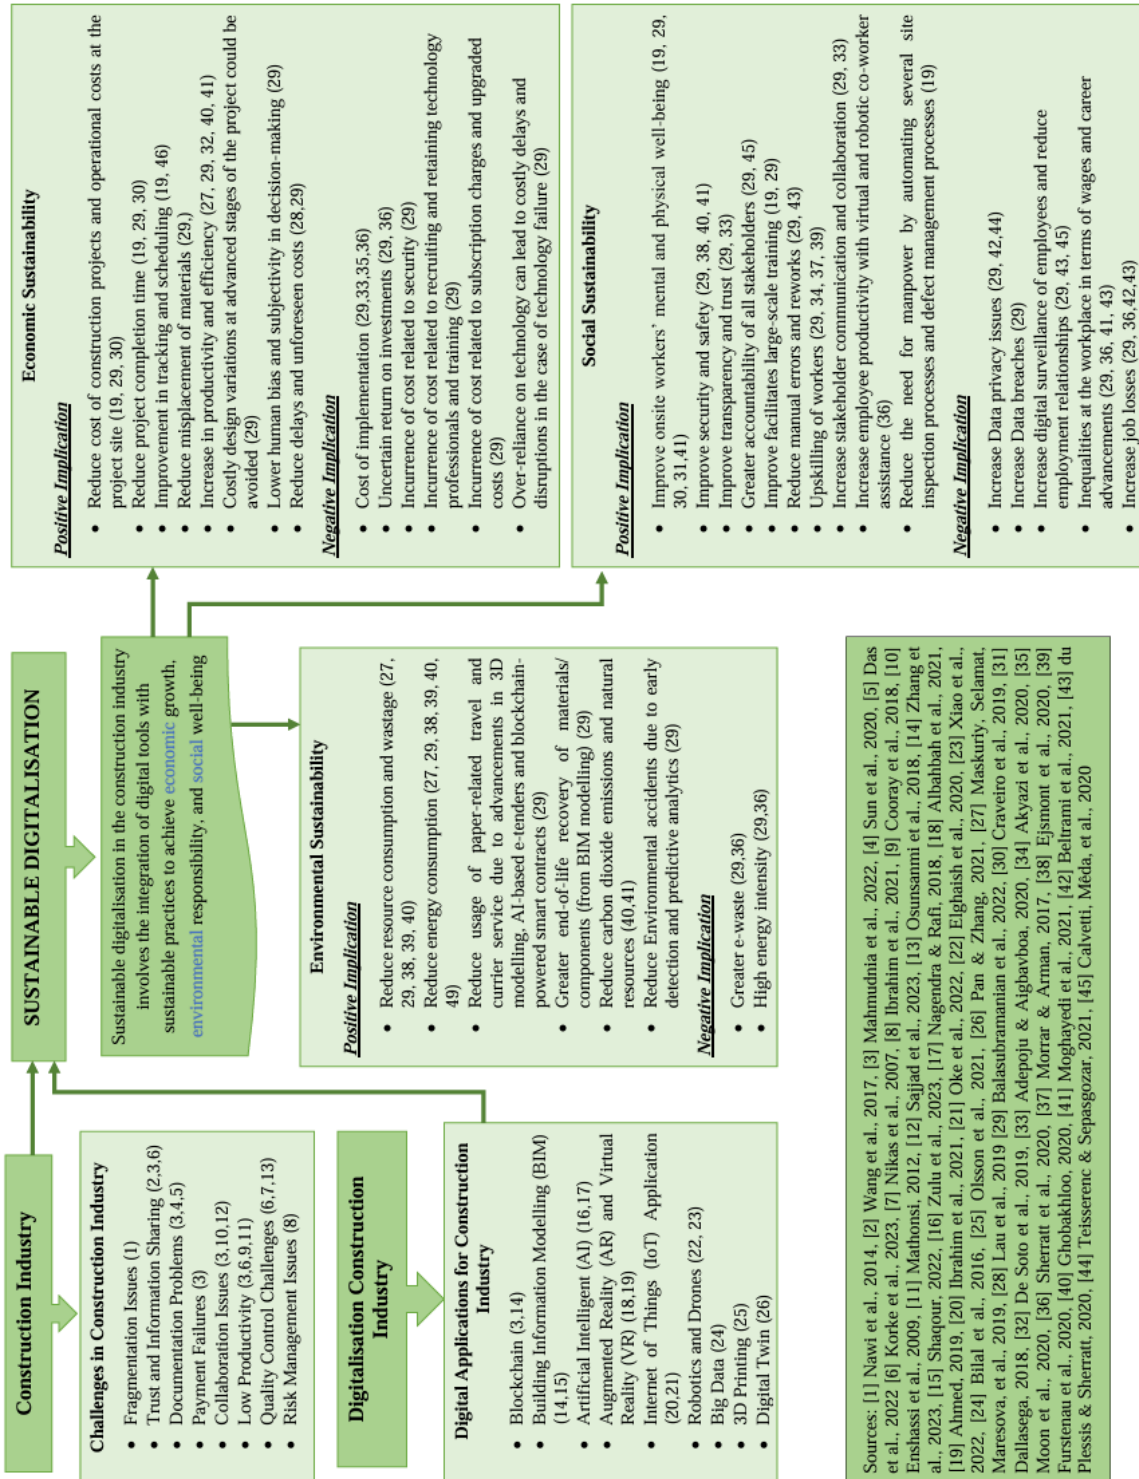 Construction Industry
Challenges in Construction Industry
• Fragmentation Issues (1)
• Trust and Information Sharing (2,3,6)
• Documentation Problems (3,4,5)
• Payment Failures (3)
• Collaboration Issues (3,10,12)
• Low Productivity (3,6,9,11)
• Quality Control Challenges (6,7,13)
• Risk Management Issues (8)
Digitalisation Construction
Industry
Digital Applications for Construction
Industry
• Blockchain (3,14)
• Building Information Modelling (BIM)
(14,15)
• Artificial Intelligent (AI) (16,17)
• Augmented Reality (AR) and Virtual
Reality (VR) (18,19)
• Internet of Things (IoT) Application
(20,21)
• Robotics and Drones (22, 23)
• Big Data (24)
• 3D Printing (25)
• Digital Twin (26)
SUSTAINABLE DIGITALISATION
Sustainable digitalisation in the construction industry
involves the integration of digital tools with
sustainable practices to achieve economic growth,
environmental responsibility, and social well-being
Environmental Sustainability
Positive Implication
• Reduce resource consumption and wastage (27,
29, 38, 39, 40)
• Reduce energy consumption (27, 29, 38, 39, 40,
49)
• Reduce usage of paper-related travel and
currier service due to advancements in 3D
modelling, AI-based e-tenders and blockchain-
powered smart contracts (29)
• Greater end-of-life recovery of materials/
components (from BIM modelling) (29)
• Reduce carbon dioxide emissions and natural
resources (40,41)
• Reduce Environmental accidents due to early
detection and predictive analytics (29)
Negative Implication
• Greater e-waste (29,36)
• High energy intensity (29,36)
Economic Sustainability
Positive Implication
• Reduce cost of construction projects and operational costs at the
project site (19, 29, 30)
• Reduce project completion time (19, 29, 30)
• Improvement in tracking and scheduling (19, 46)
• Reduce misplacement of materials (29,)
• Increase in productivity and efficiency (27, 29, 32, 40, 41)
• Costly design variations at advanced stages of the project could be
avoided (29)
• Lower human bias and subjectivity in decision-making (29)
• Reduce delays and unforeseen costs (28,29)
Negative Implication
• Cost of implementation (29,33,35,36)
• Uncertain return on investments (29, 36)
• Incurrence of cost related to security (29)
• Incurrence of cost related to recruiting and retaining technology
professionals and training (29)
• Incurrence of cost related to subscription charges and upgraded
costs (29)
• Over-reliance on technology can lead to costly delays and
disruptions in the case of technology failure (29)
Social Sustainability
Positive Implication
• Improve onsite workers' mental and physical well-being (19, 29,
30, 31,41)
• Improve security and safety (29, 38, 40, 41)
• Improve transparency and trust (29, 33)
• Greater accountability of all stakeholders (29, 45)
• Improve facilitates large-scale training (19, 29)
• Reduce manual errors and reworks (29, 43)
• Upskilling of workers (29, 34, 37, 39)
• Increase stakeholder communication and collaboration (29, 33)
• Increase employee productivity with virtual and robotic co-worker
assistance (36)
• Reduce the need for manpower by automating several site
inspection processes and defect management processes (19)
Negative Implication
• Increase Data privacy issues (29, 42,44)
• Increase Data breaches (29)
• Increase digital surveillance of employees and reduce
employment relationships (29, 43, 45)
• Inequalities at the workplace in terms of wages and career
advancements (29, 36, 41, 43)
• Increase job losses (29, 36,42,43)
Sources: [1] Nawi et al., 2014, [2] Wang et al., 2017, [3] Mahmudnia et al., 2022, [4] Sun et al., 2020, [5] Das
et al., 2022 [6] Korke et al., 2023, [7] Nikas et al., 2007, [8] Ibrahim et al., 2021, [9] Cooray et al., 2018, [10]
Enshassi et al., 2009, [11] Mathonsi, 2012, [12] Sajjad et al., 2023, [13] Osunsanmi et al., 2018, [14] Zhang et
al., 2023, [15] Shaqour, 2022, [16] Zulu et al., 2023, [17] Nagendra & Rafi, 2018, [18] Albahbah et al., 2021,
[19] Ahmed, 2019, [20] Ibrahim et al., 2021, [21] Oke et al., 2022, [22] Elghaish et al., 2020, [23] Xiao et al.,
2022, [24] Bilal et al., 2016, [25] Olsson et al., 2021, [26] Pan & Zhang, 2021, [27] Maskuriy, Selamat,
Maresova, et al., 2019, [28] Lau et al., 2019 [29] Balasubramanian et al., 2022, [30] Craveiro et al., 2019, [31]
Dallasega, 2018, [32] De Soto et al., 2019, [33] Adepoju & Aigbavboa, 2020, [34] Akyazi et al., 2020, [35]
Moon et al., 2020, [36] Sherratt et al., 2020, [37] Morrar & Arman, 2017, [38] Ejsmont et al., 2020, [39]
Furstenau et al., 2020, [40] Ghobakhloo, 2020, [41] Moghayedi et al., 2021, [42] Beltrami et al., 2021, [43] du
Plessis & Sherratt, 2020, [44] Teisserenc & Sepasgozar, 2021, [45] Calvetti, Mêda, et al., 2020